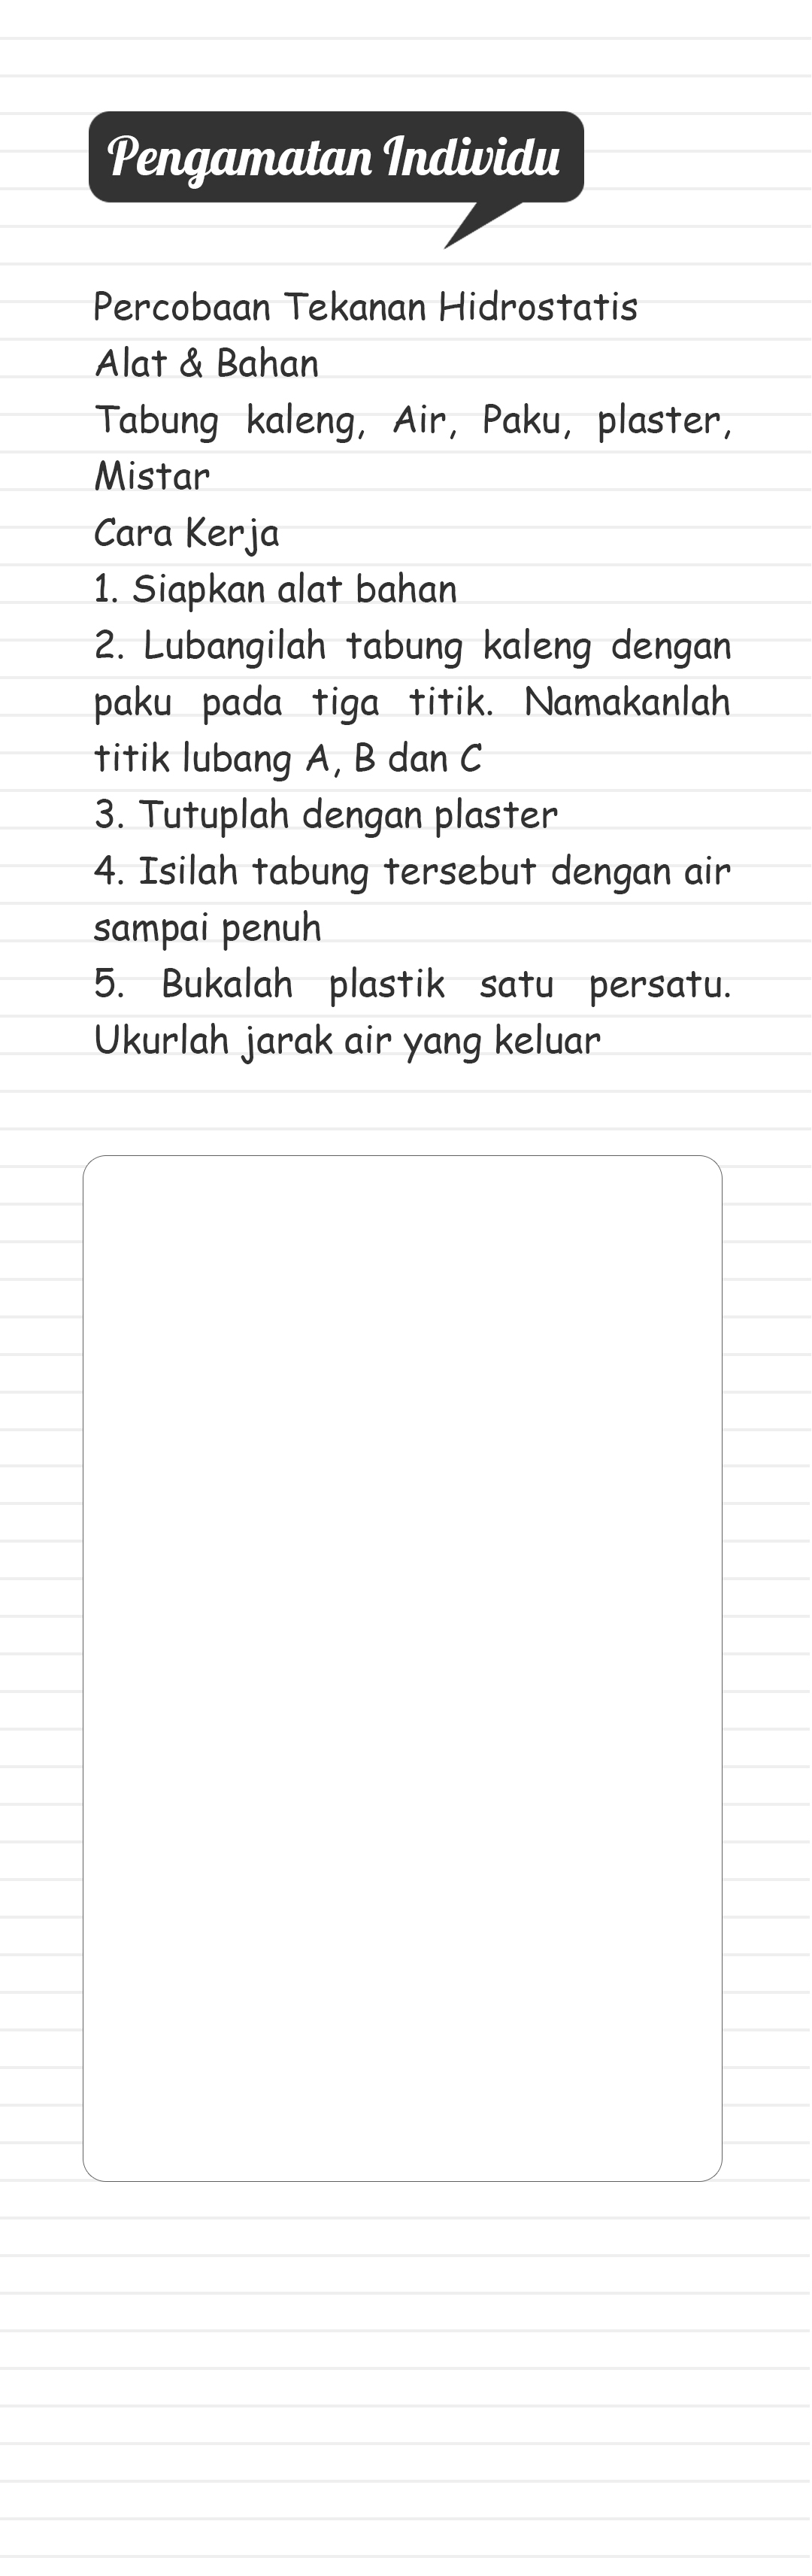 Pengamatan Individu
Percobaan Tekanan Hidrostatis
Alat & Bahan
Tabung kaleng, Air, Paku, plaster,
Mistar
Cara Kerja
1. Siapkan alat bahan
2. Lubangilah tabung kaleng dengan
paku pada tiga titik. Namakanlah
titik lubang A, B dan C
3. Tutuplah dengan plaster
4. Isilah tabung tersebut dengan air
sampai penuh
5. Bukalah plastik satu persatu.
Ukurlah jarak air yang keluar